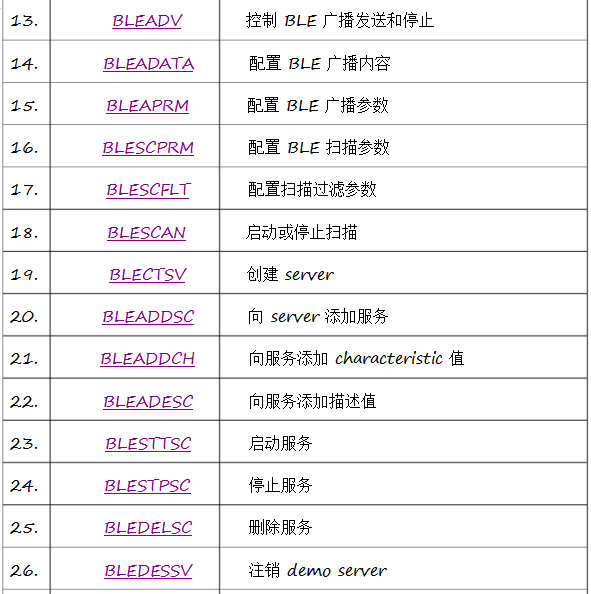 13. BLEADV 控制 BLE 广播发送和停止
14. BLEADATA 配置 BLE 广播内容
15. BLEAPRM 配置 BLE 广播参数
16. BLESCPRM 配置 BLE 扫描参数
17. BLESCFLT 配置扫描过滤参数
18. BLESCAN 启动或停止扫描
19. BLECTSV 创建 server
20. BLEADDSC 向 server 添加服务
21. BLEADDCH 向服务添加 characteristic 值
22. BLEADESC 向服务添加描述值
23. BLESTTSC 启动服务
24. BLESTPSC 停止服务
25. BLEDELSC 删除服务
26. BLEDESSV 注销 demo server